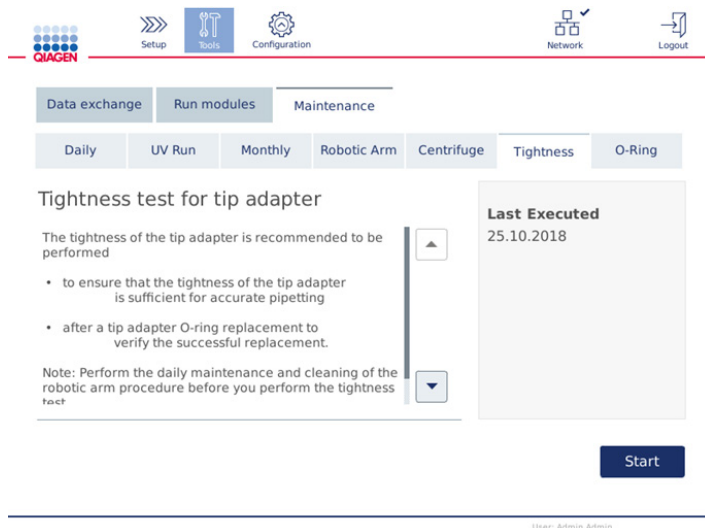 QIAGEN
Setup
Tools
Configuration
Network
Logout
Data exchange
Run modules
Maintenance
Daily
UV Run
Monthly
Robotic Arm
Centrifuge
Tightness
O-Ring
Tightness test for tip adapter
The tightness of the tip adapter is recommended to be
performed
• to ensure that the tightness of the tip adapter
is sufficient for accurate pipetting
• after a tip adapter O-ring replacement to
verify the successful replacement.
Note: Perform the daily maintenance and cleaning of the
robotic arm procedure before you perform the tightness
test
Last Executed
25.10.2018
Start
User: Admin Admin